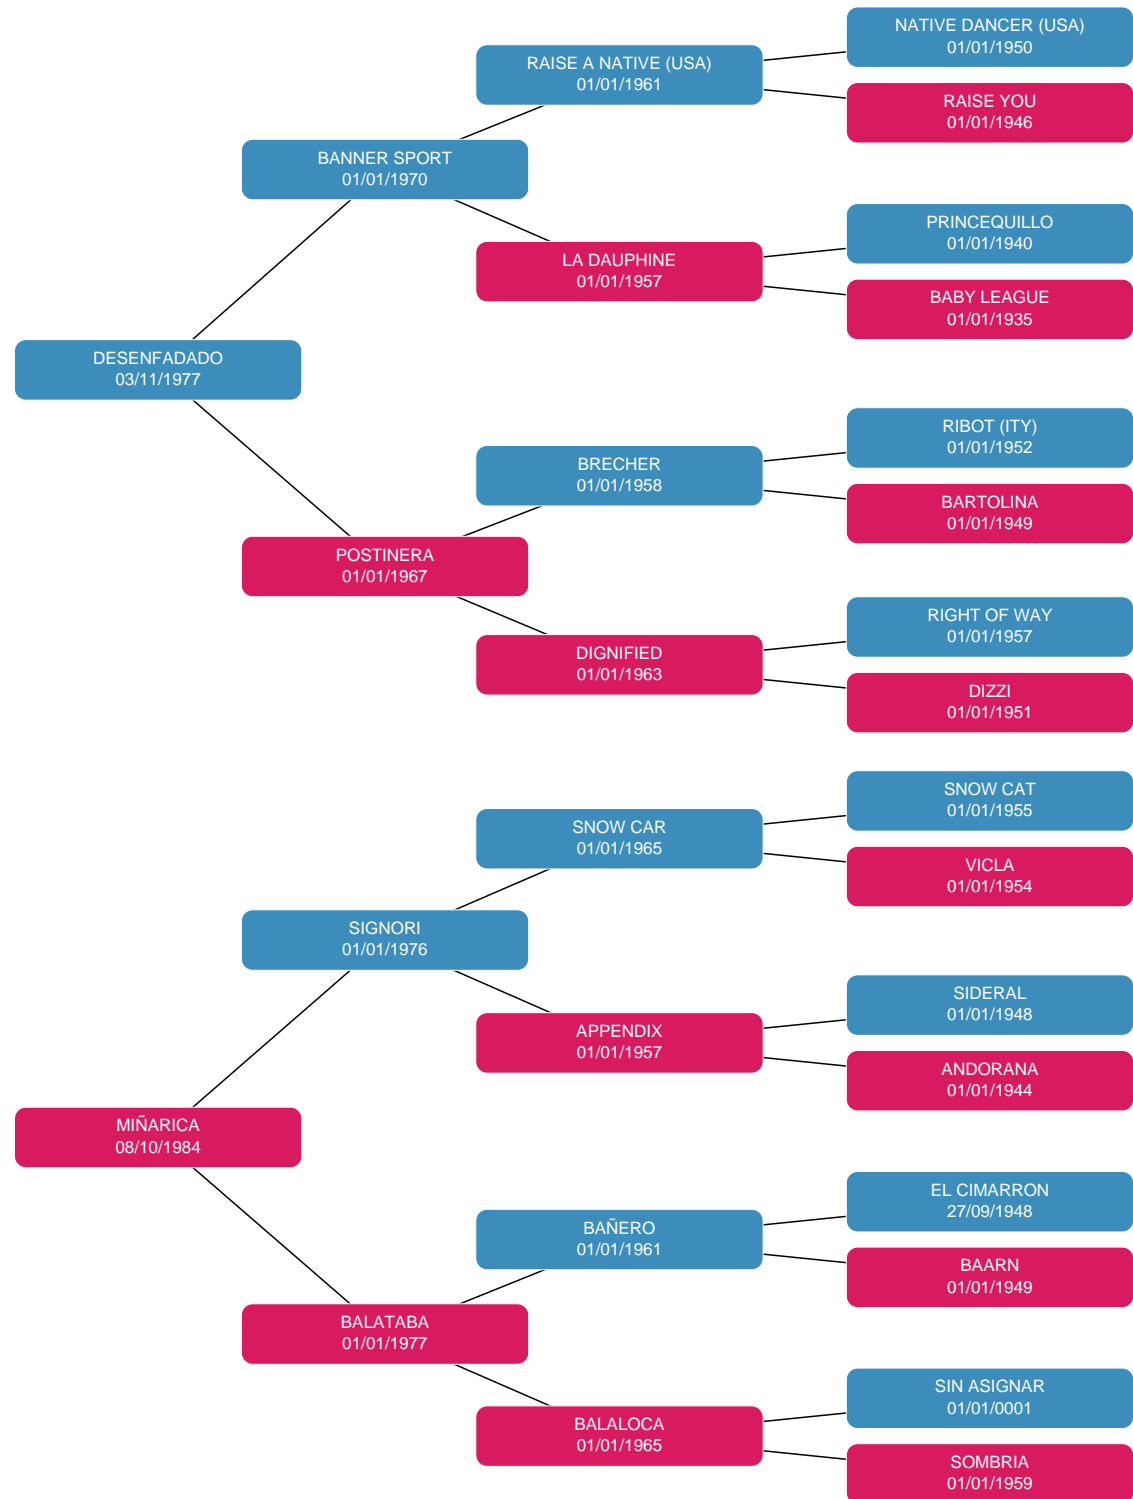 NATIVE DANCER (USA)
01/01/1950
RAISE A NATIVE (USA)
01/01/1961
RAISE YOU
01/01/1946
BANNER SPORT
01/01/1970
PRINCEQUILLO
01/01/1940
LA DAUPHINE
01/01/1957
BABY LEAGUE
01/01/1935
DESENFADADO
03/11/1977
RIBOT (ITY)
01/01/1952
BRECHER
01/01/1958
BARTOLINA
01/01/1949
POSTINERA
01/01/1967
RIGHT OF WAY
01/01/1957
DIGNIFIED
01/01/1963
DIZZI
01/01/1951
SNOW CAT
01/01/1955
SNOW CAR
01/01/1965
VICLA
01/01/1954
SIGNORI
01/01/1976
SIDERAL
01/01/1948
APPENDIX
01/01/1957
ANDORANA
01/01/1944
MIÑARICA
08/10/1984
EL CIMARRON
27/09/1948
BAÑERO
01/01/1961
BAARN
01/01/1949
BALATABA
01/01/1977
SIN ASIGNAR
01/01/0001
BALALOCA
01/01/1965
SOMBRIA
01/01/1959